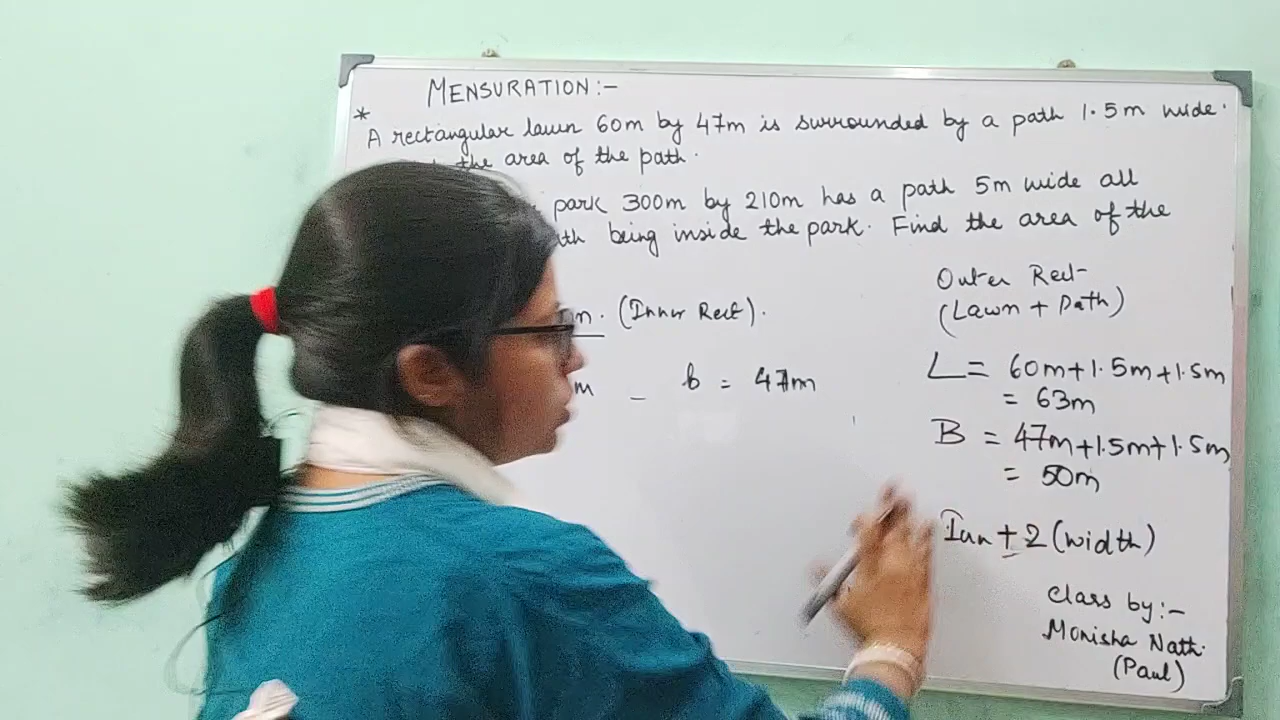 MENSURATION :-
*
A rectangular lawn 60m by 47m is surrounded by a path 1.5m wide.
the area of the path.
park 300m by 210m has a path 5m wide all
being inside the park. Find the area of the
(Inner Rect).
m – b = 47m
Outer Rect-
(Lawn + Path)
L = 60m+1.5m+1.5m
= 63m
B = 47m+1.5m+1.5m
= 50m
+ 2 (width)
Class by:-
Monisha Nath.
(Paul)